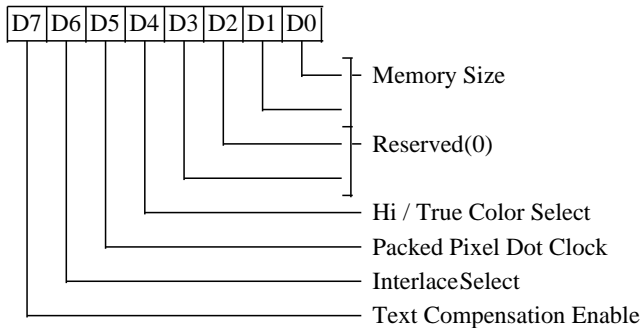 D7 D6 D5 D4 D3 D2 D1 D0
Memory Size
Reserved(0)
Hi / True Color Select
Packed Pixel Dot Clock
InterlaceSelect
Text Compensation Enable